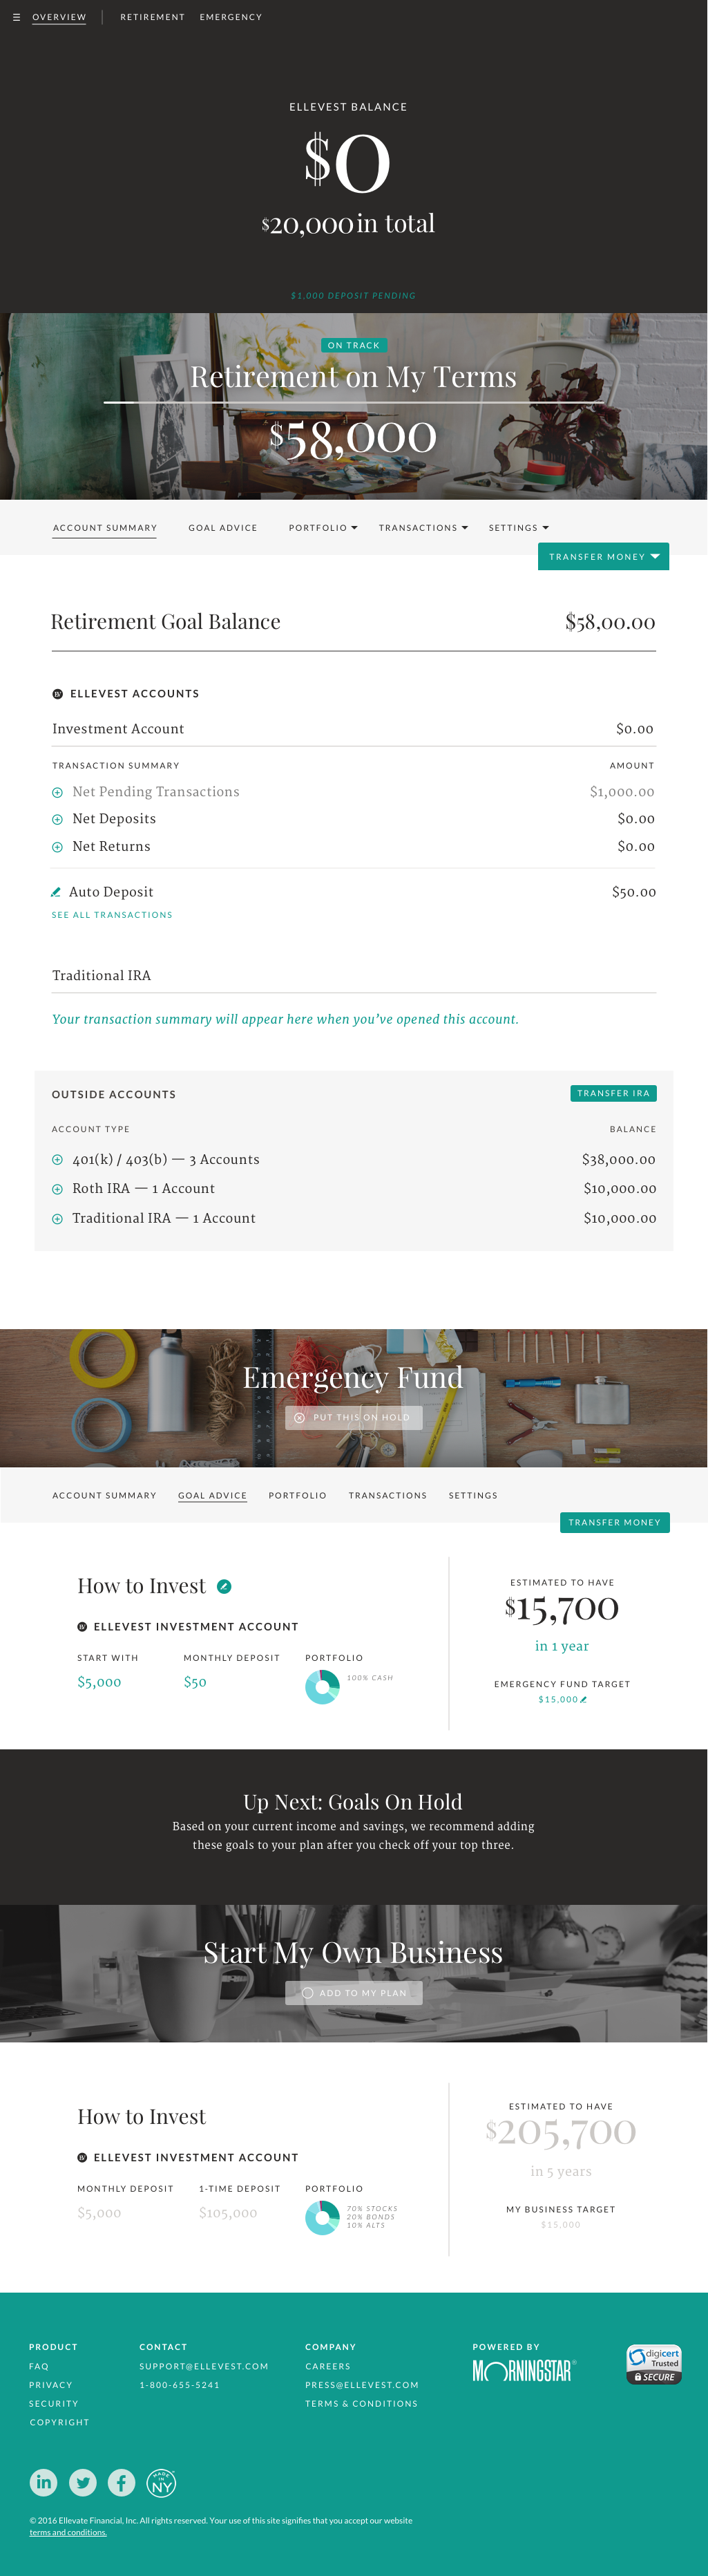 OVERVIEW
RETIREMENT EMERGENCY
ELLEVEST BALANCE
$0
$20,000 in total
$1,000 DEPOSIT PENDING
ON TRACK
Retirement on My Terms
$58,000
ACCOUNT SUMMARY GOAL ADVICE PORTFOLIO TRANSACTIONS SETTINGS
TRANSFER MONEY
Retirement Goal Balance $58,00.00
ELLEVEST ACCOUNTS
Investment Account $0.00
TRANSACTION SUMMARY AMOUNT
Net Pending Transactions $1,000.00
Net Deposits $0.00
Net Returns $0.00
Auto Deposit $50.00
SEE ALL TRANSACTIONS
Traditional IRA
Your transaction summary will appear here when you’ve opened this account.
OUTSIDE ACCOUNTS TRANSFER IRA
ACCOUNT TYPE BALANCE
401(k) / 403(b) — 3 Accounts $38,000.00
Roth IRA — 1 Account $10,000.00
Traditional IRA — 1 Account $10,000.00
Emergency Fund
PUT THIS ON HOLD
ACCOUNT SUMMARY GOAL ADVICE PORTFOLIO TRANSACTIONS SETTINGS
TRANSFER MONEY
How to Invest
ELLEVEST INVESTMENT ACCOUNT
START WITH MONTHLY DEPOSIT PORTFOLIO
$5,000 $50 100% CASH
ESTIMATED TO HAVE
$15,700
in 1 year
EMERGENCY FUND TARGET
$15,000
Up Next: Goals On Hold
Based on your current income and savings, we recommend adding
these goals to your plan after you check off your top three.
Start My Own Business
ADD TO MY PLAN
How to Invest
ELLEVEST INVESTMENT ACCOUNT
MONTHLY DEPOSIT 1-TIME DEPOSIT PORTFOLIO
$5,000 $105,000
70% STOCKS
20% BONDS
10% ALTS
ESTIMATED TO HAVE
$205,700
in 5 years
MY BUSINESS TARGET
$15,000
PRODUCT
FAQ
PRIVACY
SECURITY
COPYRIGHT
CONTACT
SUPPORT@ELLEVEST.COM
1-800-655-5241
COMPANY
CAREERS
PRESS@ELLEVEST.COM
TERMS & CONDITIONS
POWERED BY
MORNINGSTAR®
digicert
Trusted
SECURE
in
f
MADE
IN
NY
© 2016 Ellevate Financial, Inc. All rights reserved. Your use of this site signifies that you accept our website
terms and conditions.